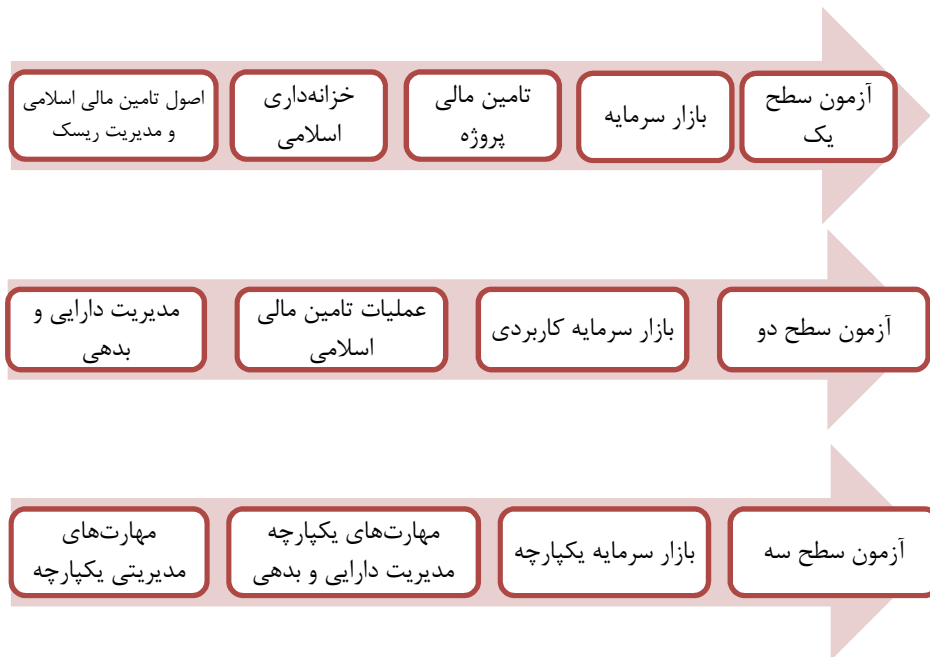 آزمون سطح
یک
بازار سرمایه
تامین مالی
پروژه
خزانه‌داری
اسلامی
اصول تامین مالی اسلامی
و مدیریت ریسک
آزمون سطح دو
بازار سرمایه کاربردی
عملیات تامین مالی
اسلامی
مدیریت دارایی و
بدهی
آزمون سطح سه
بازار سرمایه یکپارچه
مهارت‌های یکپارچه
مدیریت دارایی و بدهی
مهارت‌های
مدیریتی یکپارچه